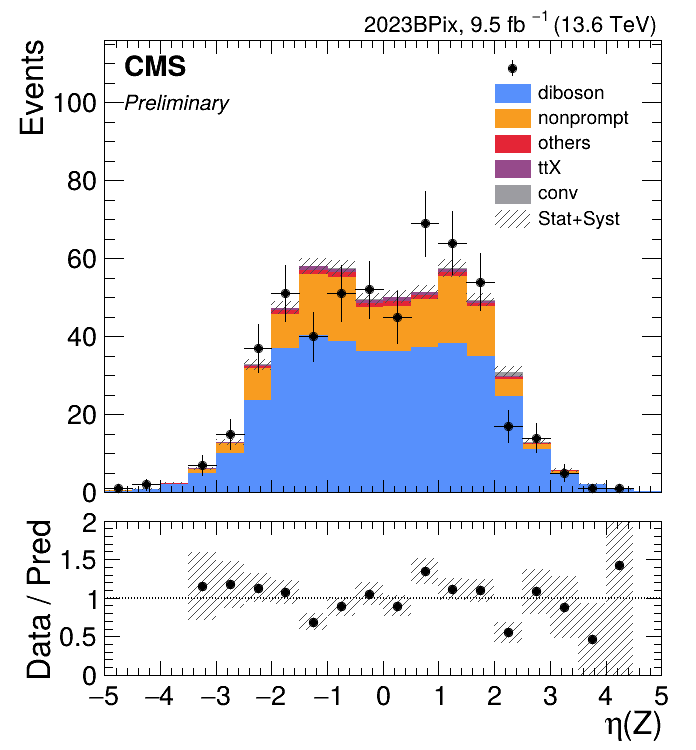 2023BPix, 9.5 fb⁻¹ (13.6 TeV)
CMS
Preliminary
Events
100
80
60
40
20
0
diboson
nonprompt
others
ttX
conv
Stat+Syst
Data / Pred
2
1.5
1
0.5
0
−5 −4 −3 −2 −1 0 1 2 3 4 5
η(Z)